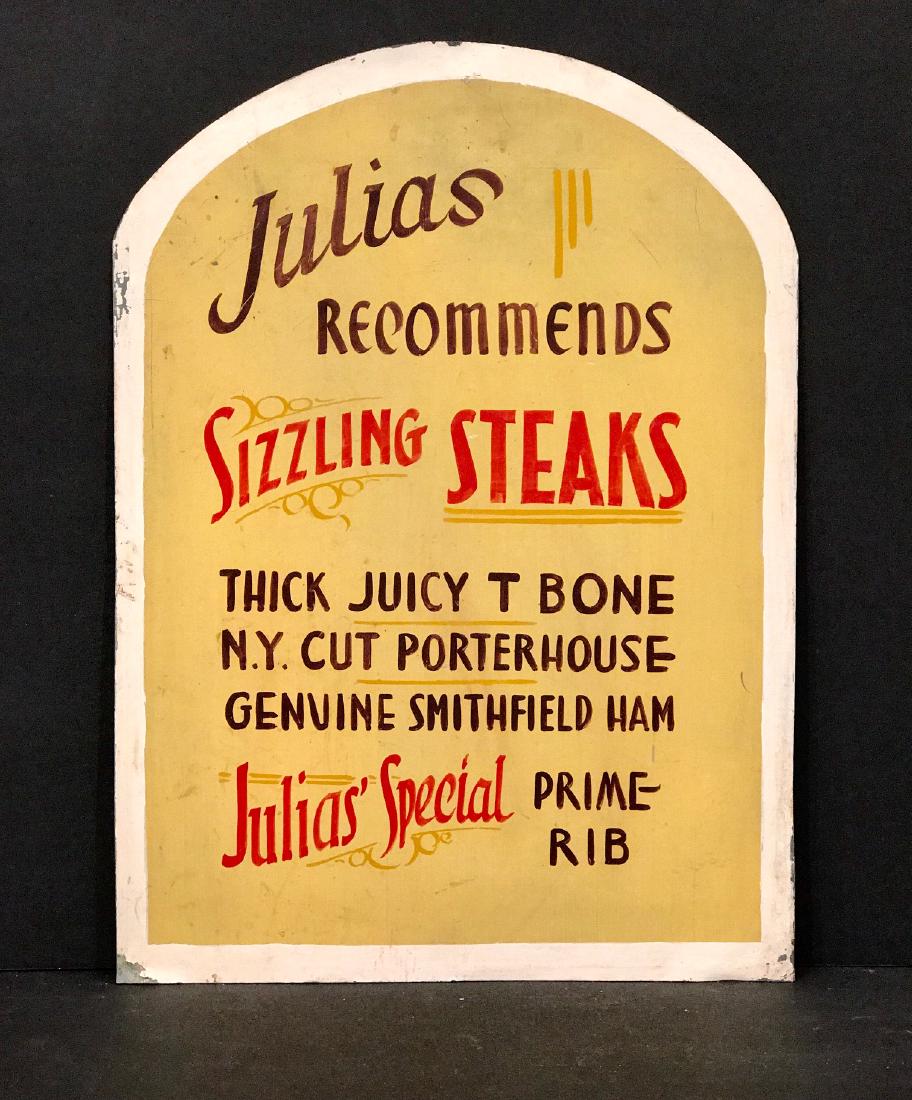 Julias
RECOMMENDS
SIZZLING STEAKS
THICK JUICY T BONE
N.Y. CUT PORTERHOUSE
GENUINE SMITHFIELD HAM
Julias' Special PRIME
RIB